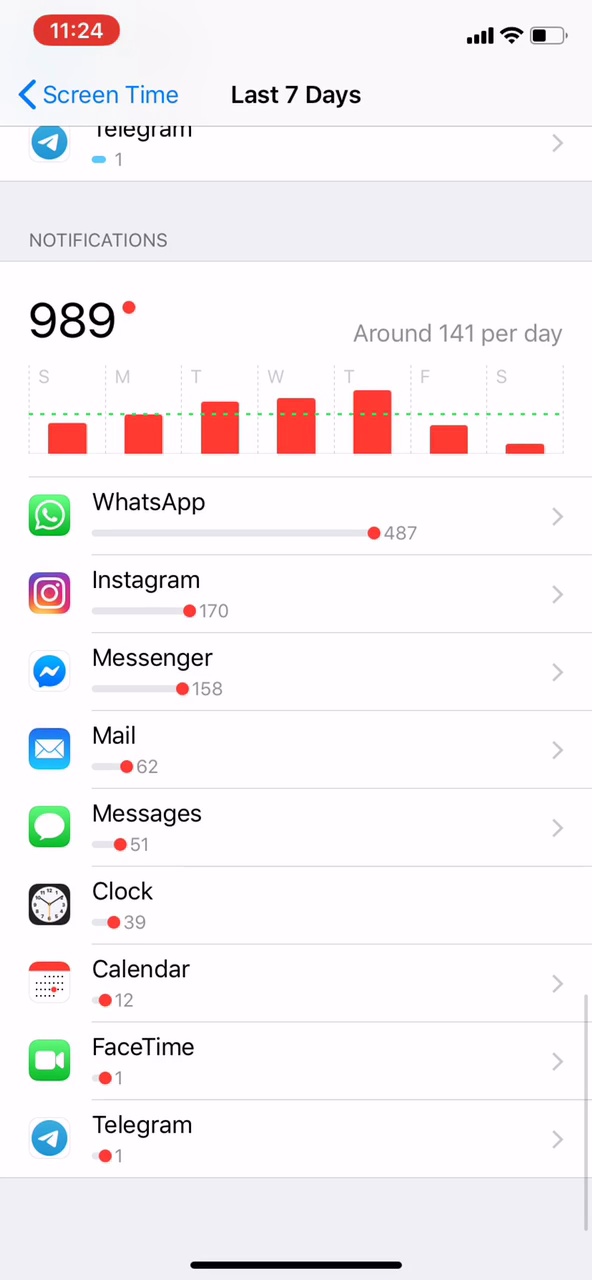 11:24
Screen Time
Last 7 Days
Telegram
1
NOTIFICATIONS
989
Around 141 per day
S M T W T F S
WhatsApp
487
Instagram
170
Messenger
158
Mail
62
Messages
51
Clock
39
Calendar
12
FaceTime
1
Telegram
1